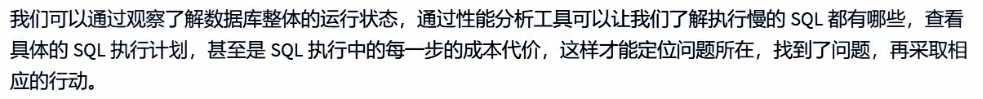 我们可以通过观察了解数据库整体的运行状态，通过性能分析工具可以让我们了解执行慢的 SQL 都有哪些，查看
具体的 SQL 执行计划，甚至是 SQL 执行中的每一步的成本代价，这样才能定位问题所在，找到了问题，再采取相
应的行动。